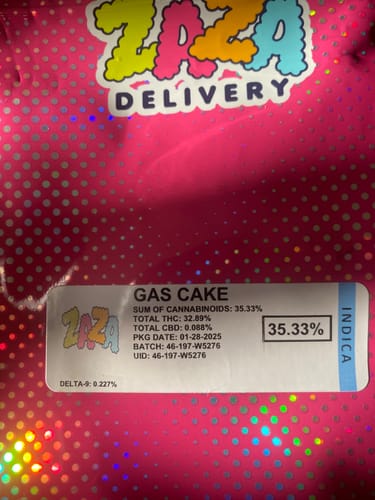 ZAZA
DELIVERY
GAS CAKE
SUM OF CANNABINOIDS: 35.33%
TOTAL THC: 32.89%
TOTAL CBD: 0.088%
PKG DATE: 01-28-2025
BATCH: 46-197-W5276
UID: 46-197-W5276
35.33%
INDICA
ZAZA
DELTA-9: 0.227%